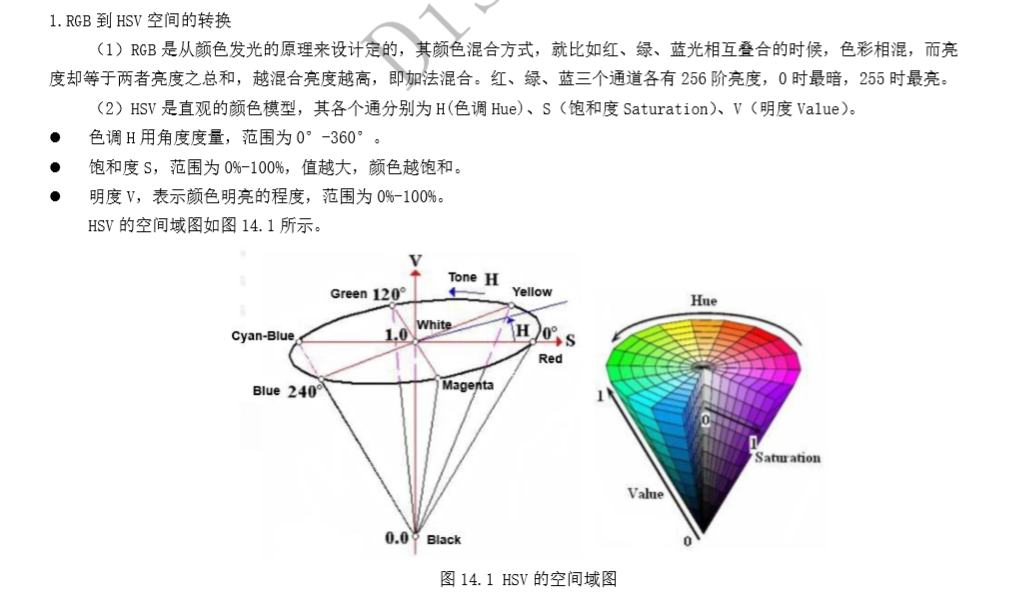 1.RGB 到 HSV 空间的转换
（1）RGB 是从颜色发光的原理来设计定的，其颜色混合方式，就比如红、绿、蓝光相互叠合的时候，色彩相混，而亮
度却等于两者亮度之总和，越混合亮度越高，即加法混合。红、绿、蓝三个通道各有 256 阶亮度，0 时最暗，255 时最亮。
（2）HSV 是直观的颜色模型，其各个通分别为 H(色调 Hue)、S（饱和度 Saturation)、V（明度 Value)。
● 色调 H 用角度度量，范围为 0°-360°。
● 饱和度 S，范围为 0%-100%，值越大，颜色越饱和。
● 明度 V，表示颜色明亮的程度，范围为 0%-100%。
HSV 的空间域图如图 14.1 所示。
V
Tone H
Green 120°
Yellow
Cyan-Blue
1.0
White
H
0°
S
Red
Blue 240°
Magenta
0.0
Black
Hue
1
0
1
Saturation
Value
0
图 14.1 HSV 的空间域图